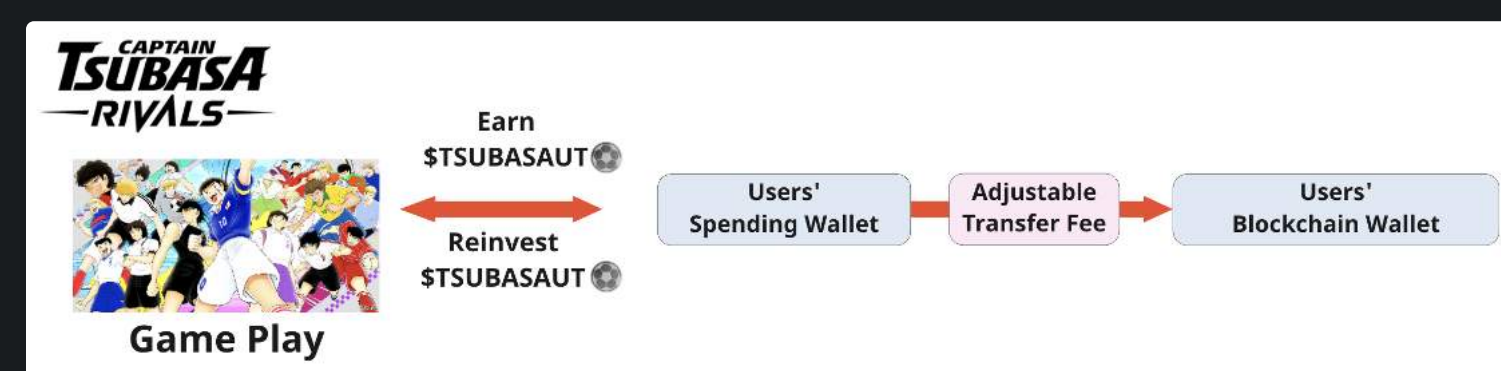 CAPTAIN
TSUBASA
RIVALS
Earn
$TSUBASAUT
Reinvest
$TSUBASAUT
Game Play
Users'
Spending Wallet
Adjustable
Transfer Fee
Users'
Blockchain Wallet